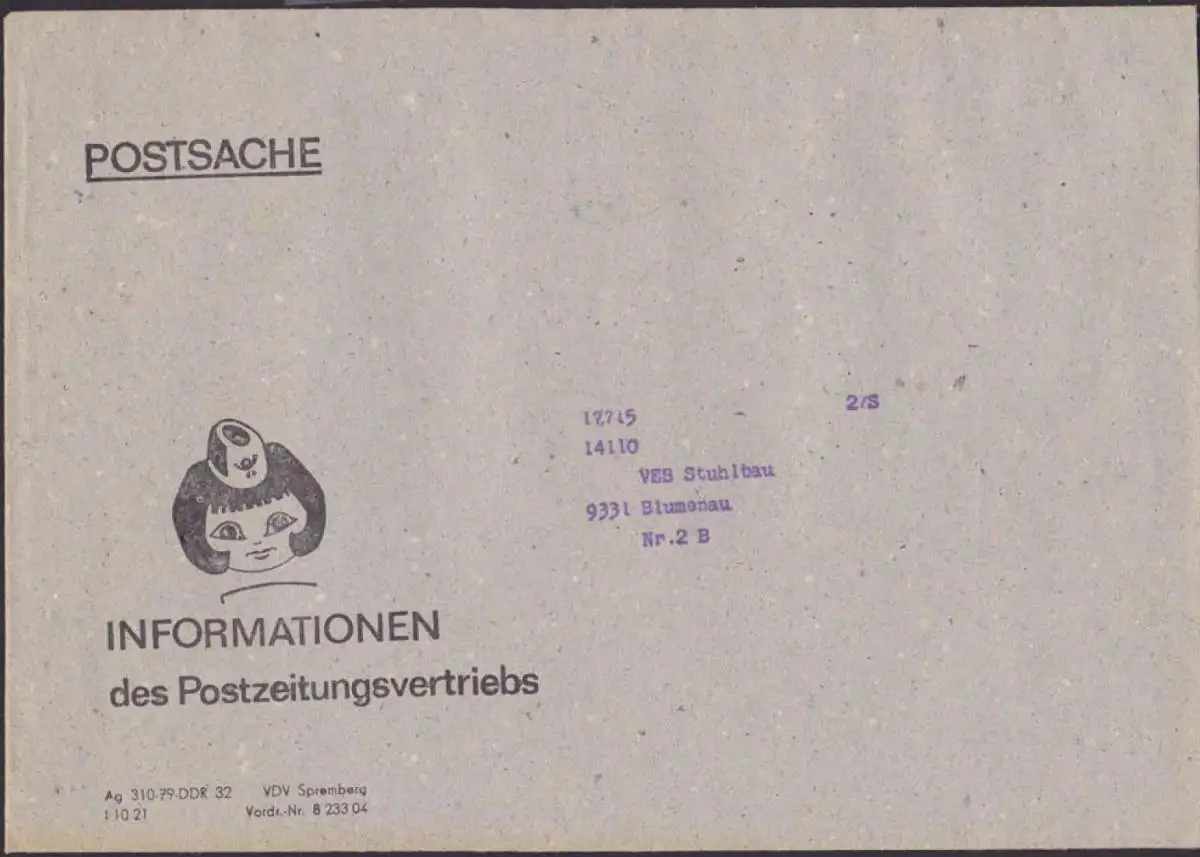 POSTSACHE
2/S
17715
14110
VEB Stuhlbau
9331 Blumenau
Nr.2 B
INFORMATIONEN
des Postzeitungsvertriebs
Ag 310-79-DDR 32 VDV Spremberg
1 10 21 Vordr.-Nr. 8 233 04